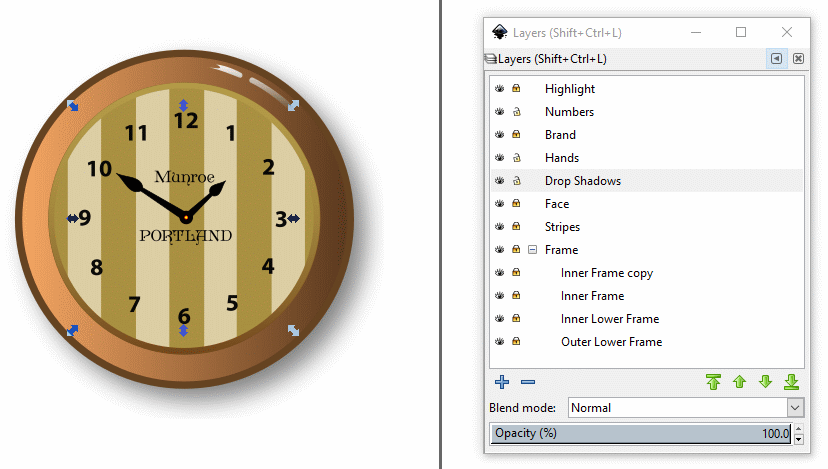 12
11 1
10 2
Munroe
9 3
PORTLAND
8 4
7 5
6
Layers (Shift+Ctrl+L)
Layers (Shift+Ctrl+L)
Highlight
Numbers
Brand
Hands
Drop Shadows
Face
Stripes
Frame
Inner Frame copy
Inner Frame
Inner Lower Frame
Outer Lower Frame
Blend mode: Normal
Opacity (%) 100.0